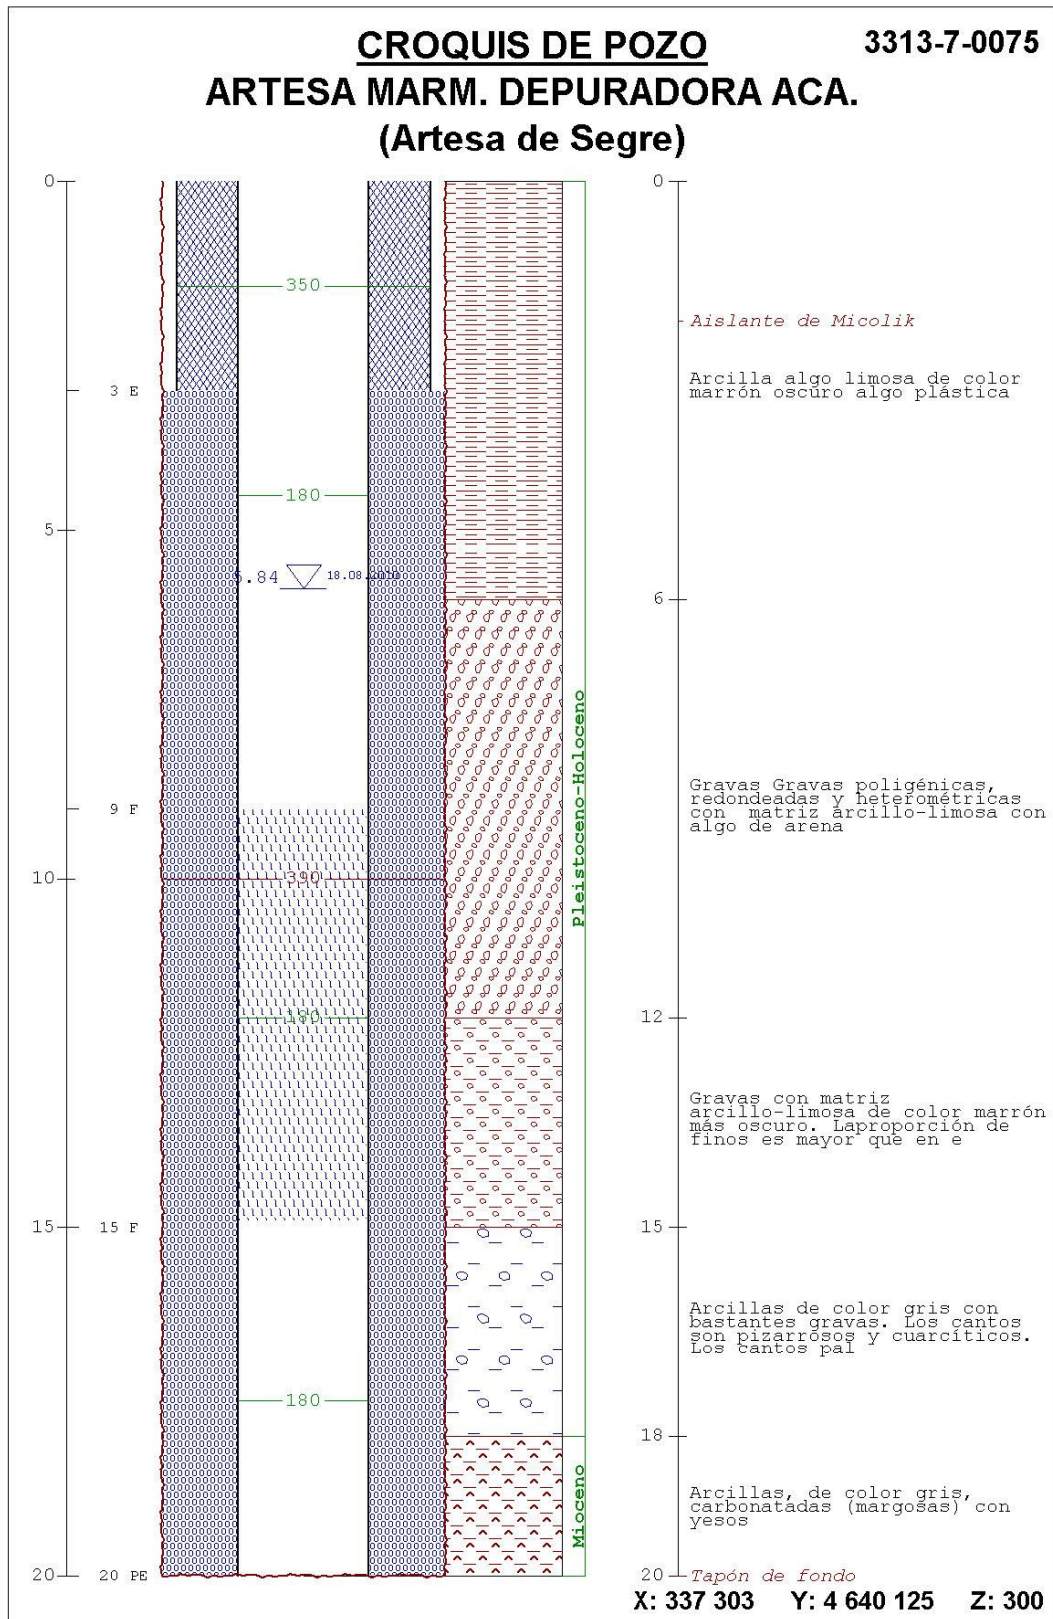 CROQUIS DE POZO
3313-7-0075
ARTESA MARM. DEPURADORA ACA.
(Artesa de Segre)
0
0
350
Aislante de Micolik
3 E
Arcilla algo limosa de color
marrón oscuro algo plástica
180
5
5.84
18.08.2010
6
Pleistoceno-Holoceno
9 F
Gravas Gravas poligénicas,
redondeadas y heterométricas
con matriz arcillo-limosa con
algo de arena
10
390
180
12
Gravas con matriz
arcillo-limosa de color marrón
más oscuro. Laproporción de
finos es mayor que en e
15
15 F
15
Arcillas de color gris con
bastantes gravas. Los cantos
son pizarrosos y cuarcíticos.
Los cantos pal
180
18
Mioceno
Arcillas, de color gris,
carbonatadas (margosas) con
yesos
20
20 PE
20
Tapón de fondo
X: 337 303 Y: 4 640 125 Z: 300